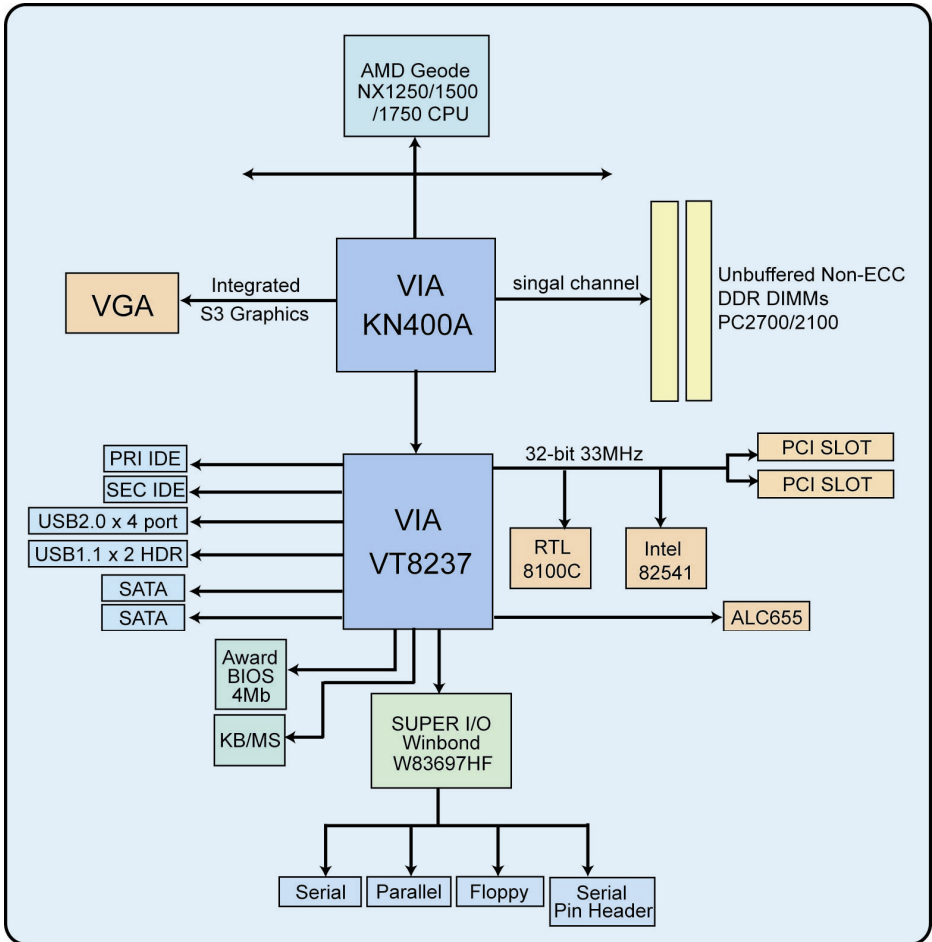 AMD Geode
NX1250/1500
/1750 CPU
VIA
KN400A
Integrated
S3 Graphics
VGA
singal channel
Unbuffered Non-ECC
DDR DIMMs
PC2700/2100
PRI IDE
SEC IDE
USB2.0 x 4 port
USB1.1 x 2 HDR
SATA
SATA
VIA
VT8237
32-bit 33MHz
PCI SLOT
PCI SLOT
RTL
8100C
Intel
82541
ALC655
Award
BIOS
4Mb
KB/MS
SUPER I/O
Winbond
W83697HF
Serial
Parallel
Floppy
Serial
Pin Header